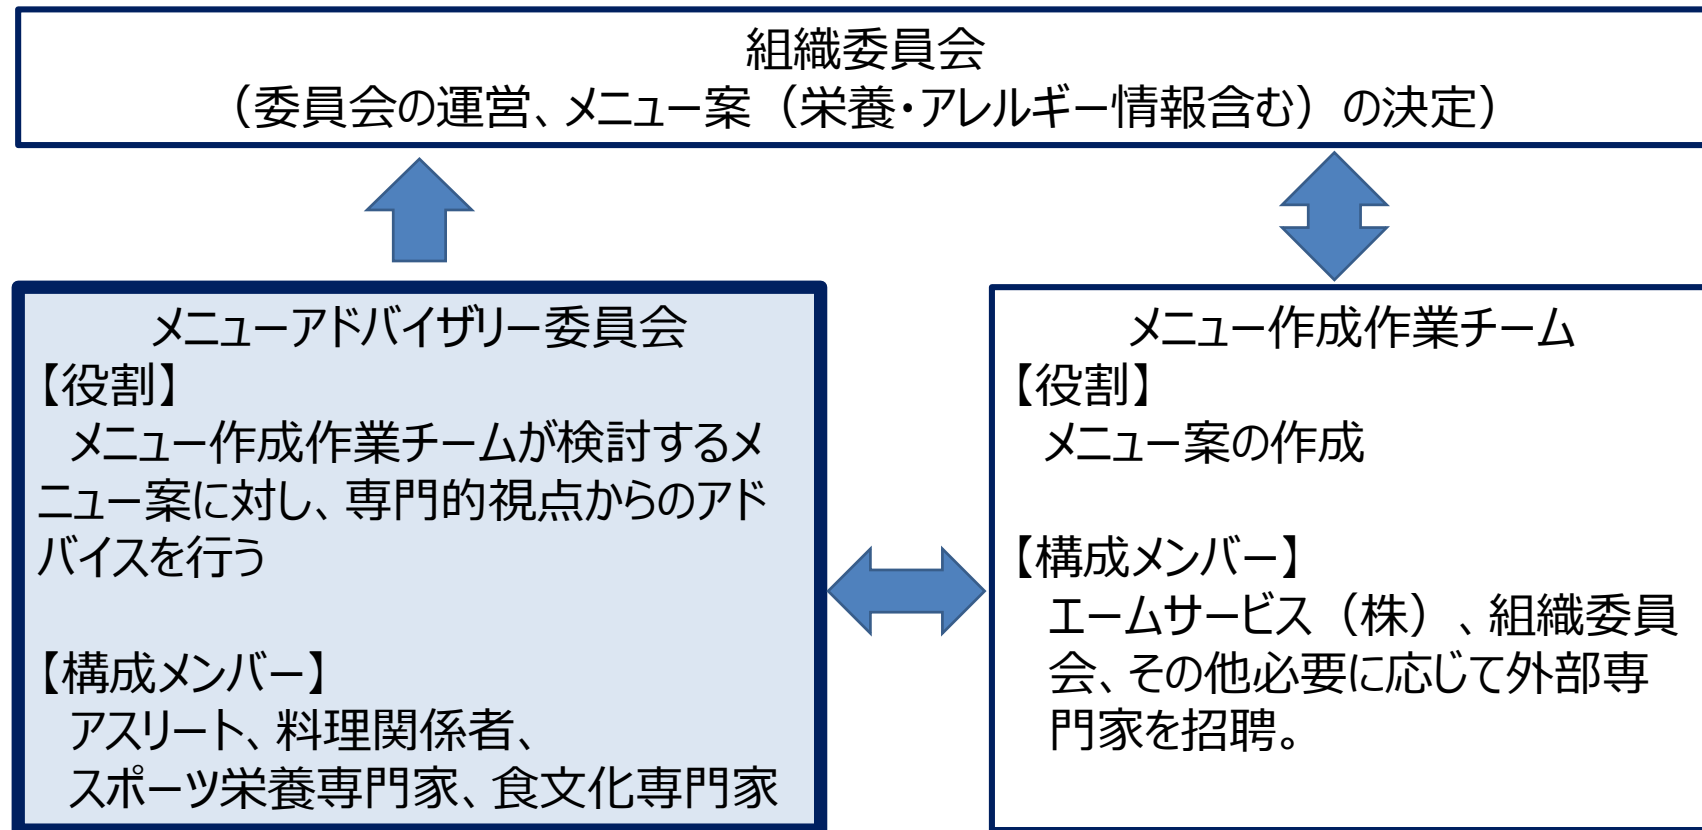 組織委員会
（委員会の運営、メニュー案（栄養・アレルギー情報含む）の決定）
メニューアドバイザリー委員会
【役割】
メニュー作成作業チームが検討するメ
ニュー案に対し、専門的視点からのアド
バイスを行う
【構成メンバー】
アスリート、料理関係者、
スポーツ栄養専門家、食文化専門家
メニュー作成作業チーム
【役割】
メニュー案の作成
【構成メンバー】
エームサービス（株）、組織委員
会、その他必要に応じて外部専
門家を招聘。